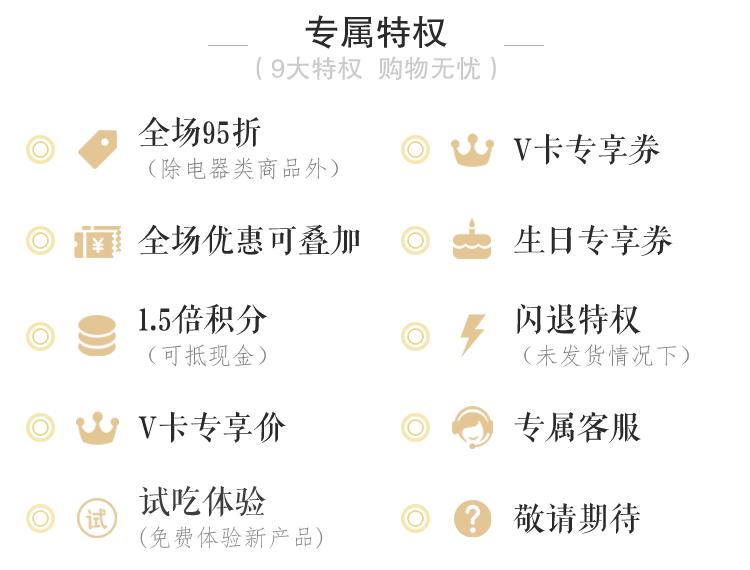 专属特权
（9大特权 购物无忧）
全场95折
（除电器类商品外）
V卡专享券
¥
全场优惠可叠加
生日专享券
1.5倍积分
（可抵现金）
闪退特权
（未发货情况下）
V卡专享价
专属客服
试
试吃体验
(免费体验新产品)
?
敬请期待